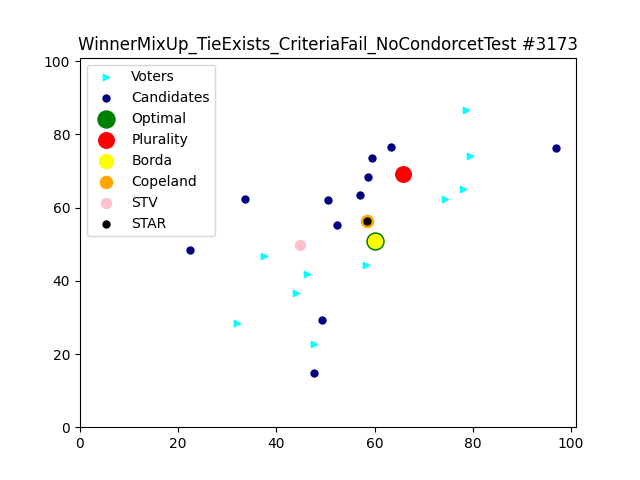 WinnerMixUp_TieExists_CriteriaFail_NoCondorcetTest #3173
Voters
Candidates
Optimal
Plurality
Borda
Copeland
STV
STAR
100
80
60
40
20
0
0 20 40 60 80 100